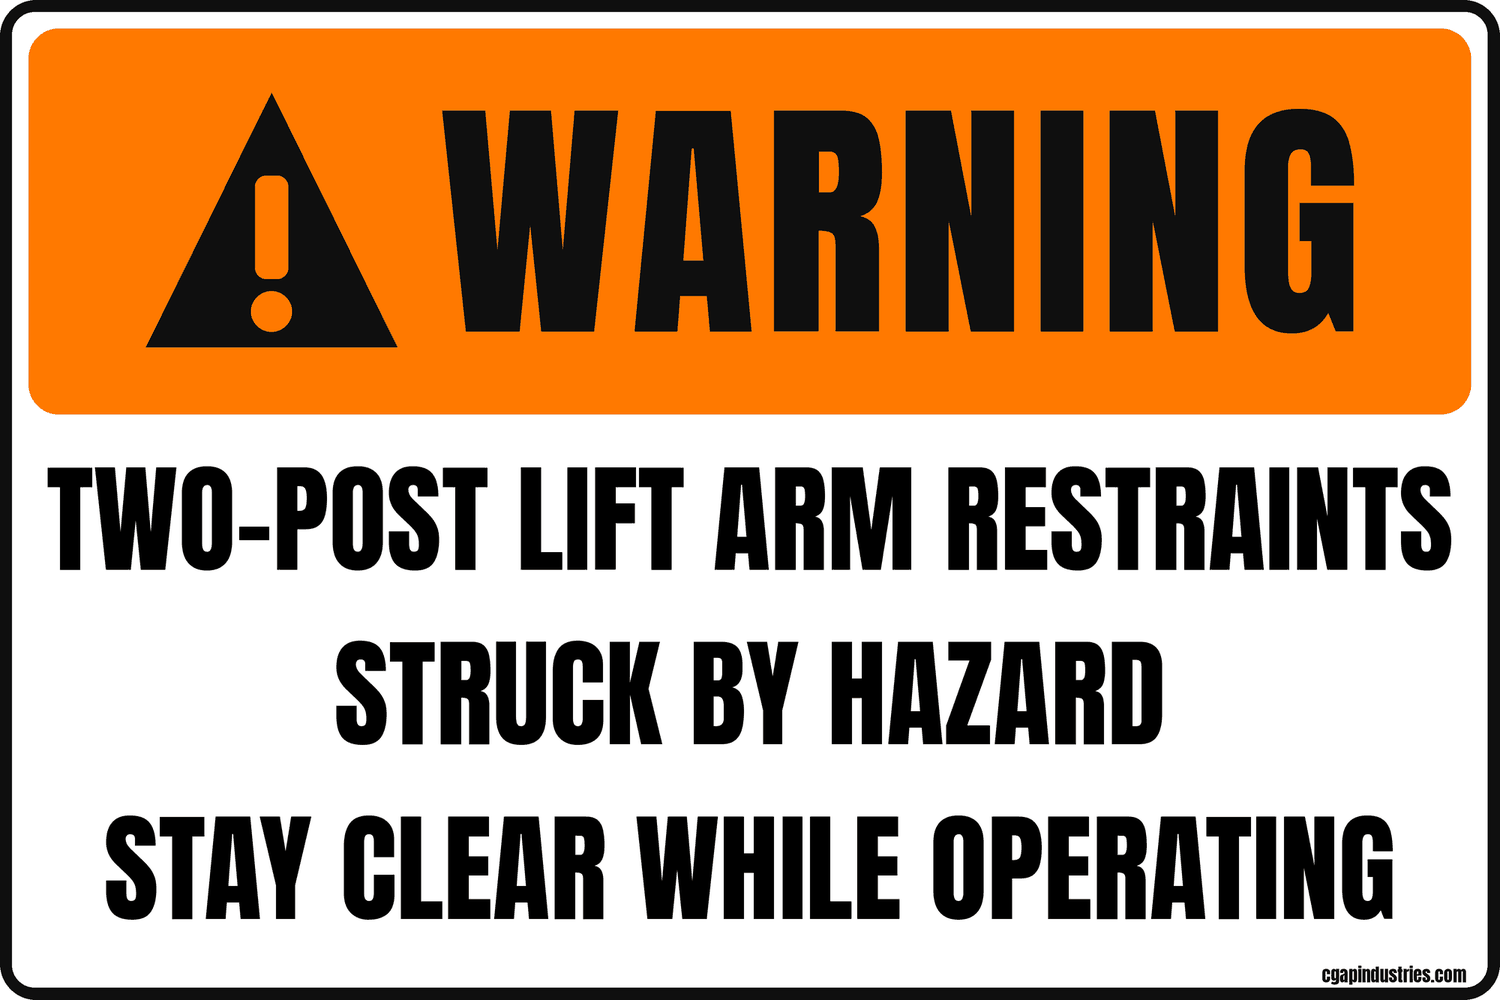 WARNING
TWO-POST LIFT ARM RESTRAINTS
STRUCK BY HAZARD
STAY CLEAR WHILE OPERATING
cgapindustries.com